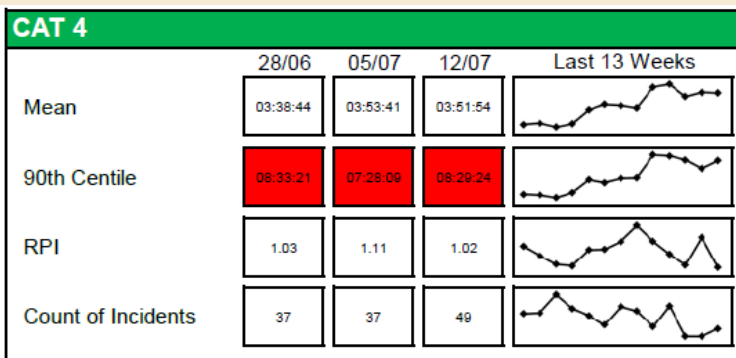 CAT 4
28/06 05/07 12/07 Last 13 Weeks
Mean 03:38:44 03:53:41 03:51:54
90th Centile 08:33:21 07:28:09 08:29:24
RPI 1.03 1.11 1.02
Count of Incidents 37 37 49